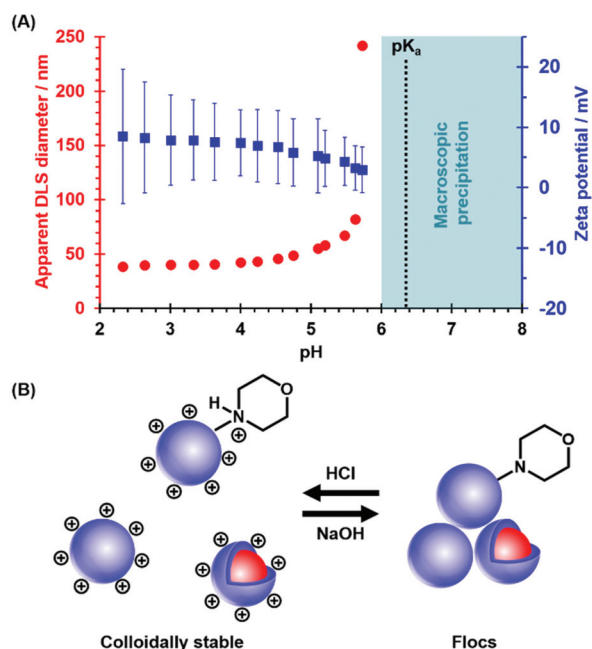 (A)
Apparent DLS diameter / nm
250
200
150
100
50
0
pKa
Macroscopic
precipitation
20
10
0
-10
-20
Zeta potential / mV
2 3 4 5 6 7 8
pH
(B)
H
N
O
HCl
NaOH
N
O
Colloidally stable
Flocs